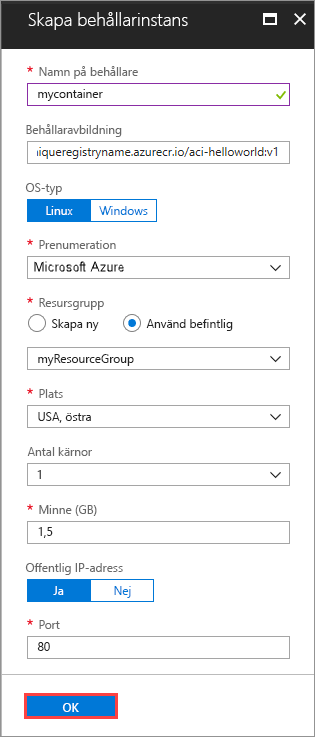 Skapa behållarinstans
* Namn på behållare
mycontainer
Behållaravbildning
iqueregistryname.azurecr.io/aci-helloworld:v1
OS-typ
Linux Windows
* Prenumeration
Microsoft Azure
* Resursgrupp
Skapa ny Använd befintlig
myResourceGroup
* Plats
USA, östra
Antal kärnor
1
* Minne (GB)
1,5
Offentlig IP-adress
Ja Nej
* Port
80
OK